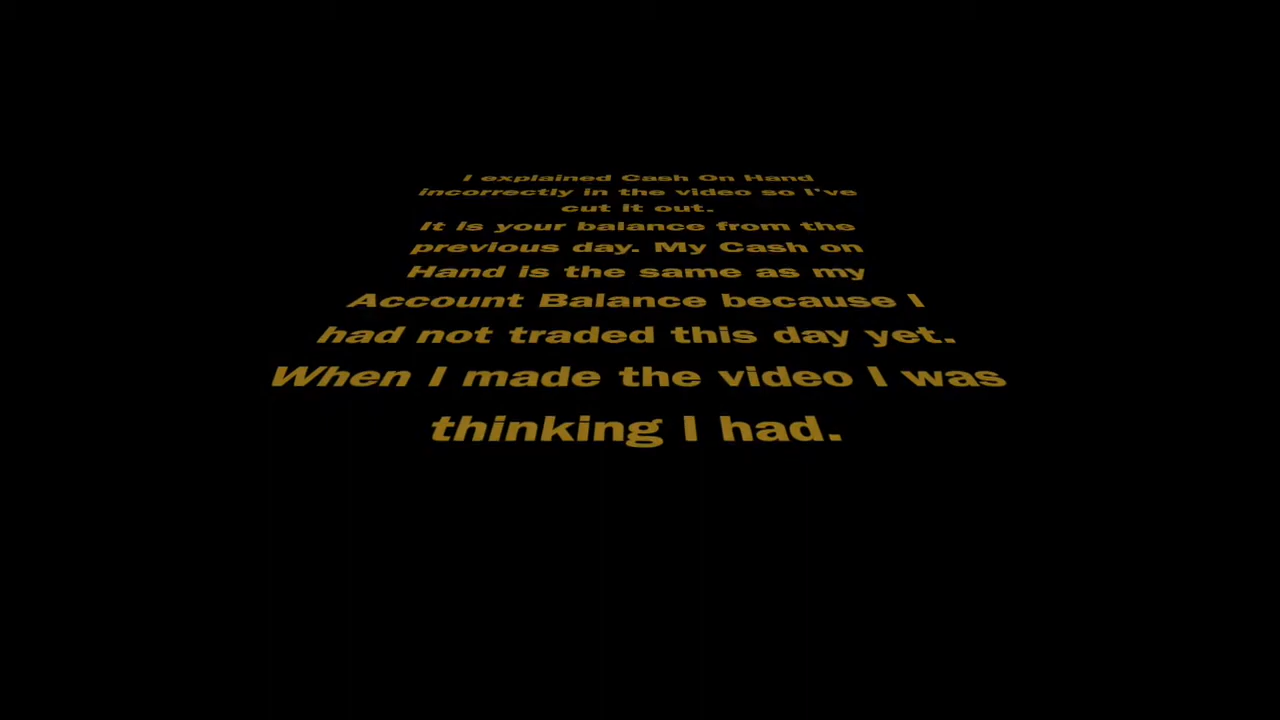 I explained Cash On Hand
incorrectly in the video so I've
cut it out.
It is your balance from the
previous day. My Cash on
Hand is the same as my
Account Balance because I
had not traded this day yet.
When I made the video I was
thinking I had.